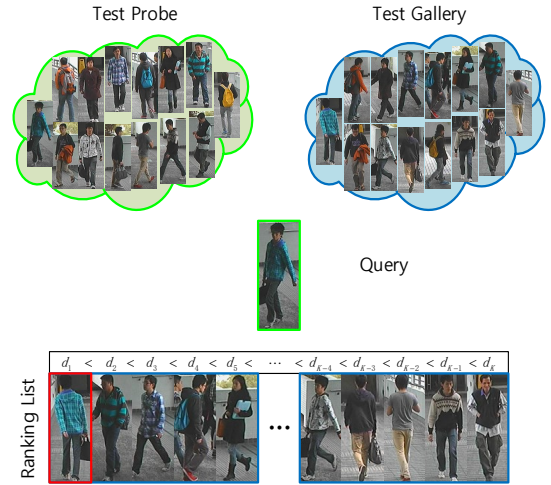 Test Probe
Test Gallery
Query
d1 < d2 < d3 < d4 < d5 < ··· < dK−4 < dK−3 < dK−2 < dK−1 < dK
Ranking List
...